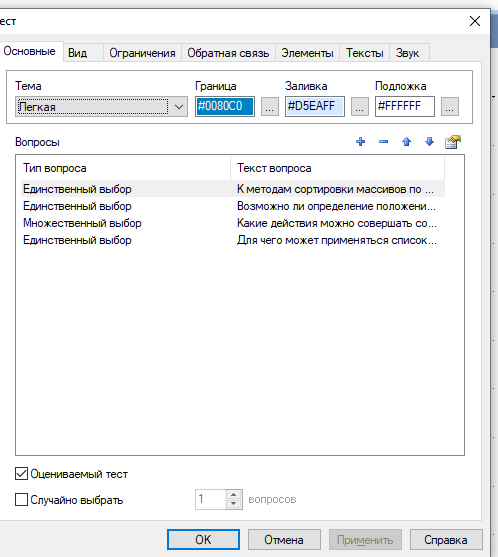 ест
Основные Вид Ограничения Обратная связь Элементы Тексты Звук
Тема Граница Заливка Подложка
Легкая #0080C0 ... #D5EAFF ... #FFFFFF ...
Вопросы
Тип вопроса Текст вопроса
Единственный выбор К методам сортировки массивов по ...
Единственный выбор Возможно ли определение положени...
Множественный выбор Какие действия можно совершать со...
Единственный выбор Для чего может применяться список...
Оцениваемый тест
Случайно выбрать 1 вопросов
OK Отмена Применить Справка